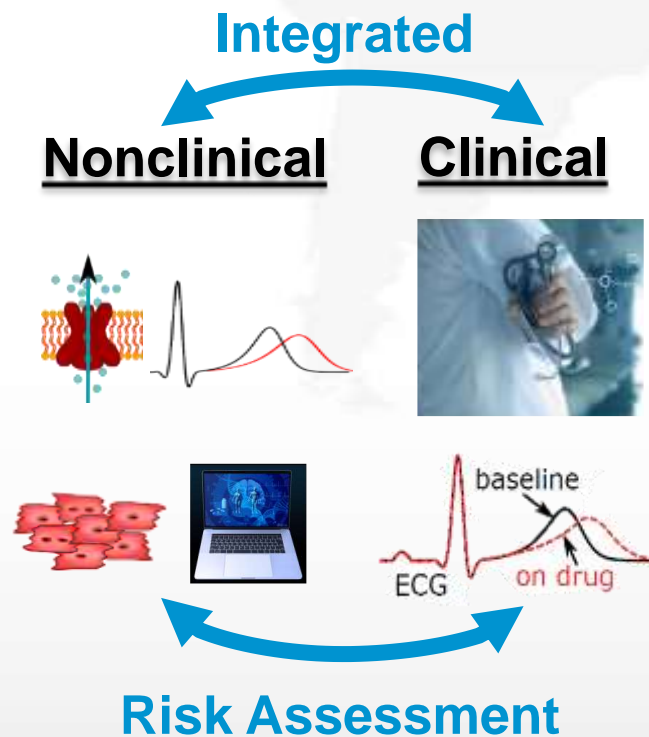 Integrated
Nonclinical
Clinical
baseline
ECG
on drug
Risk Assessment